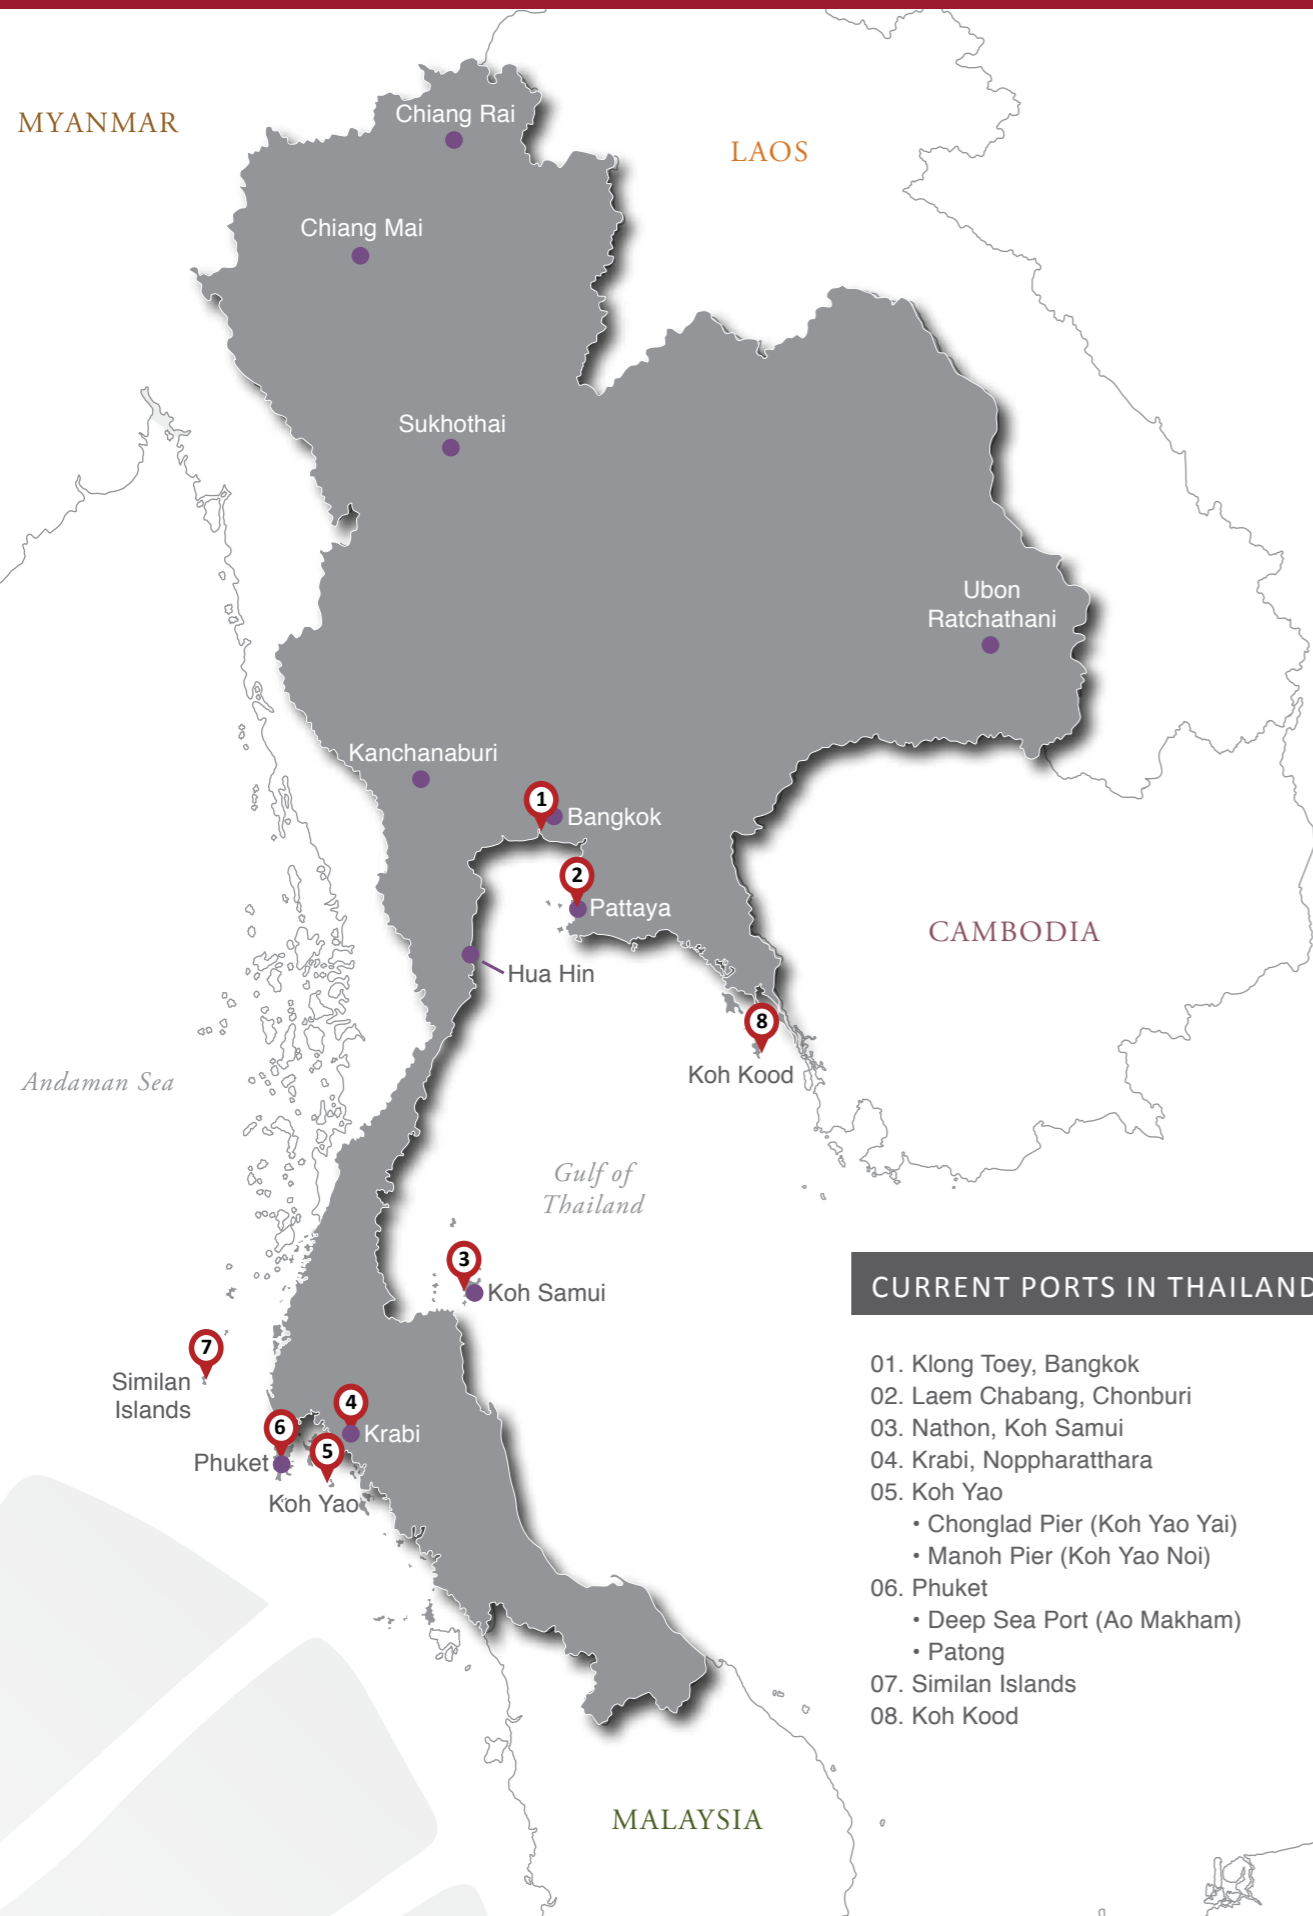 MYANMAR
Chiang Rai
LAOS
Chiang Mai
Sukhothai
Ubon
Ratchathani
Kanchanaburi
1
Bangkok
2
Pattaya
CAMBODIA
Hua Hin
8
Koh Kood
Andaman Sea
Gulf of
Thailand
3
Koh Samui
7
Similan
Islands
4
Krabi
6
Phuket
5
Koh Yao
CURRENT PORTS IN THAILAND
01. Klong Toey, Bangkok
02. Laem Chabang, Chonburi
03. Nathon, Koh Samui
04. Krabi, Noppharatthara
05. Koh Yao
• Chonglad Pier (Koh Yao Yai)
• Manoh Pier (Koh Yao Noi)
06. Phuket
• Deep Sea Port (Ao Makham)
• Patong
07. Similan Islands
08. Koh Kood
MALAYSIA